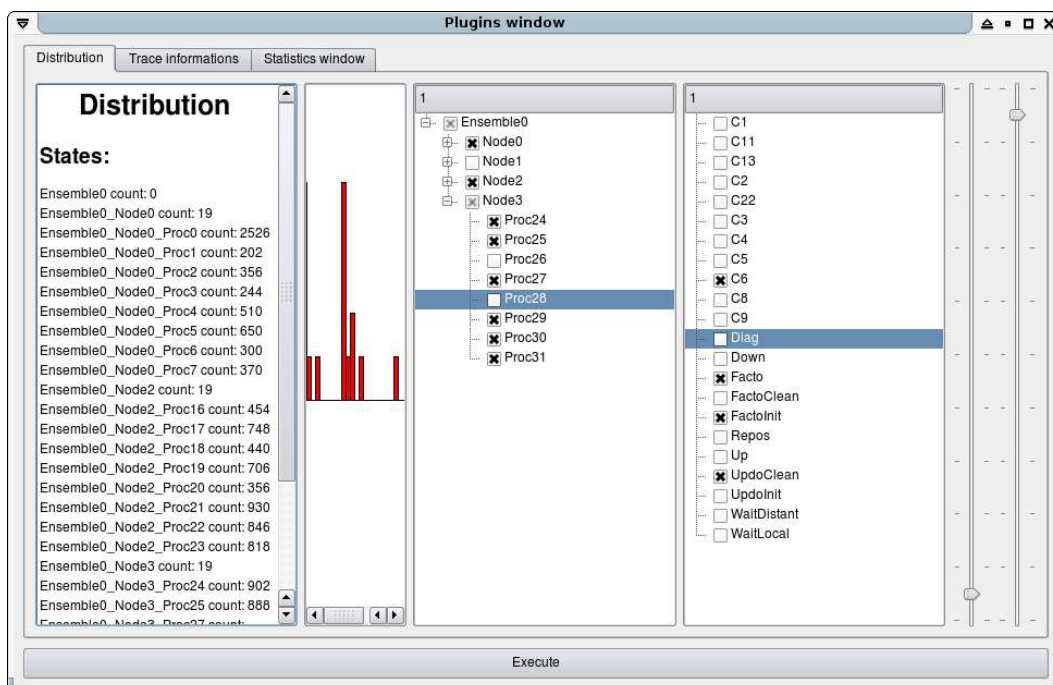 Plugins window
Distribution
Trace informations
Statistics window
Distribution
States:
Ensemble0 count: 0
Ensemble0_Node0 count: 19
Ensemble0_Node0_Proc0 count: 2526
Ensemble0_Node0_Proc1 count: 202
Ensemble0_Node0_Proc2 count: 356
Ensemble0_Node0_Proc3 count: 244
Ensemble0_Node0_Proc4 count: 510
Ensemble0_Node0_Proc5 count: 650
Ensemble0_Node0_Proc6 count: 300
Ensemble0_Node0_Proc7 count: 370
Ensemble0_Node2 count: 19
Ensemble0_Node2_Proc16 count: 454
Ensemble0_Node2_Proc17 count: 748
Ensemble0_Node2_Proc18 count: 440
Ensemble0_Node2_Proc19 count: 706
Ensemble0_Node2_Proc20 count: 356
Ensemble0_Node2_Proc21 count: 930
Ensemble0_Node2_Proc22 count: 846
Ensemble0_Node2_Proc23 count: 818
Ensemble0_Node3 count: 19
Ensemble0_Node3_Proc24 count: 902
Ensemble0_Node3_Proc25 count: 888
Ensemble0_Node3_Proc27 count:
1
Ensemble0
Node0
Node1
Node2
Node3
Proc24
Proc25
Proc26
Proc27
Proc28
Proc29
Proc30
Proc31
1
C1
C11
C13
C2
C22
C3
C4
C5
C6
C8
C9
Diag
Down
Facto
FactoClean
FactoInit
Repos
Up
UpdoClean
UpdoInit
WaitDistant
WaitLocal
Execute